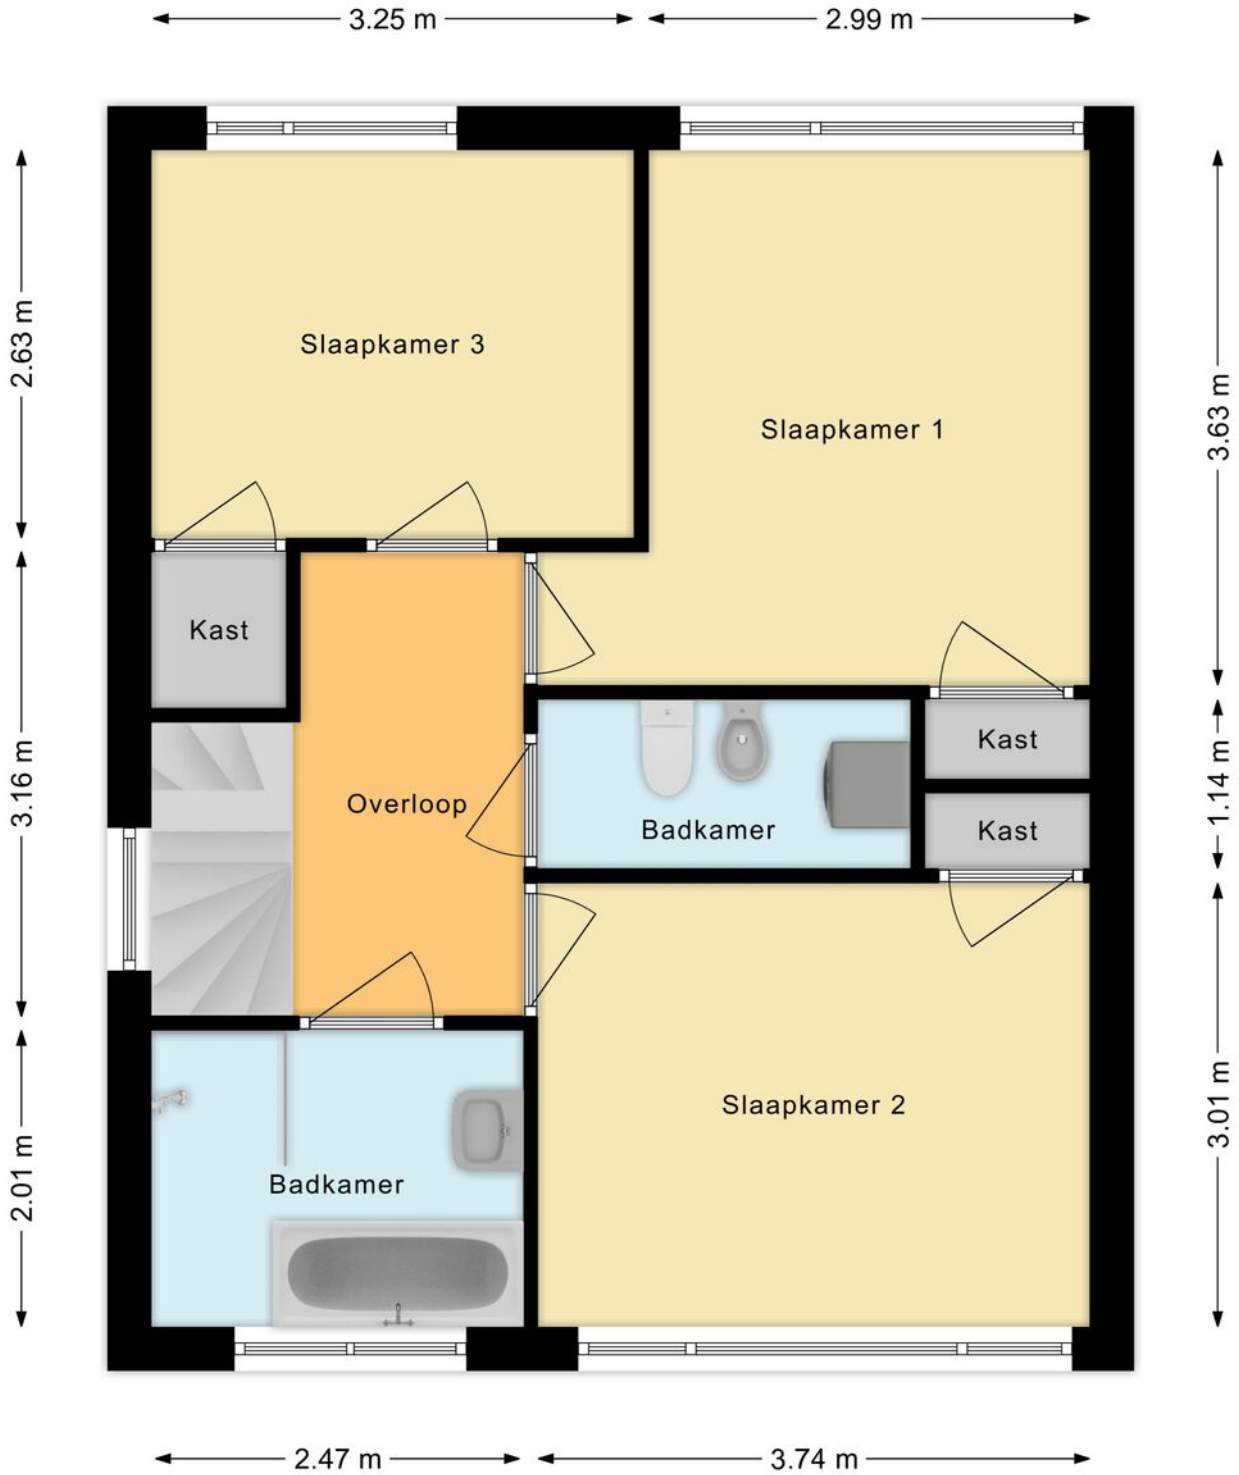 3.25 m
2.99 m
2.63 m
3.63 m
Slaapkamer 3
Slaapkamer 1
Kast
3.16 m
Kast
1.14 m
Overloop
Badkamer
Kast
2.01 m
3.01 m
Slaapkamer 2
Badkamer
2.47 m
3.74 m